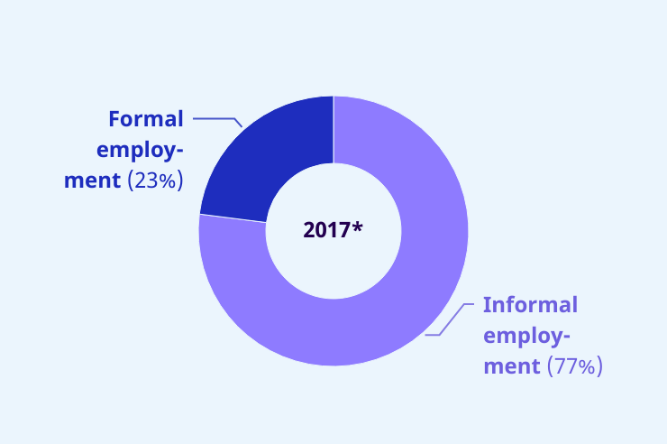 Formal
employ-
ment (23%)
2017*
Informal
employ-
ment (77%)